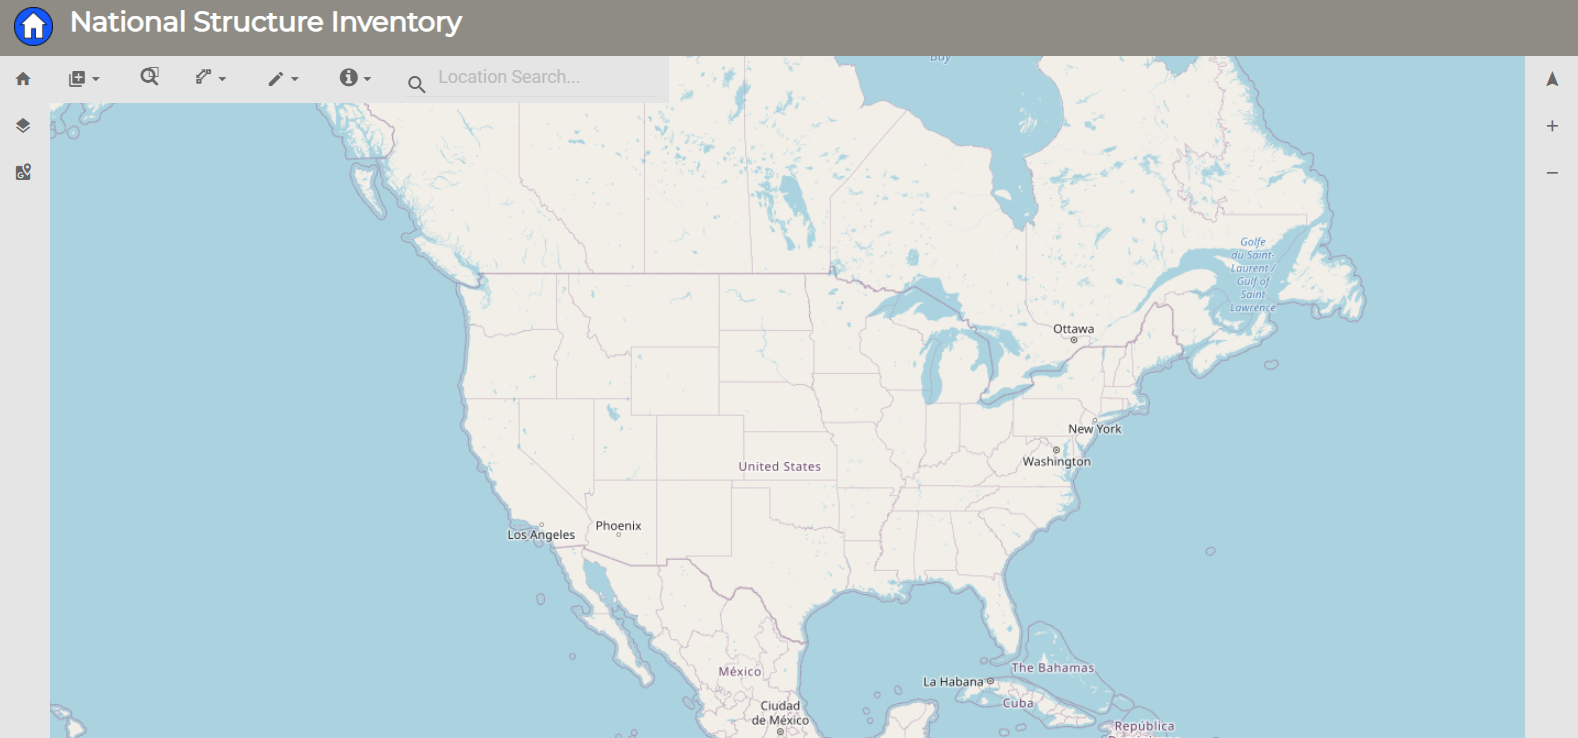 National Structure Inventory
Location Search...
Bay
Golfe
du Saint-
Laurent /
Gulf of
Saint
Lawrence
Ottawa
New York
Washington
United States
Phoenix
Los Angeles
The Bahamas
México
La Habana
Cuba
Ciudad
de México
República